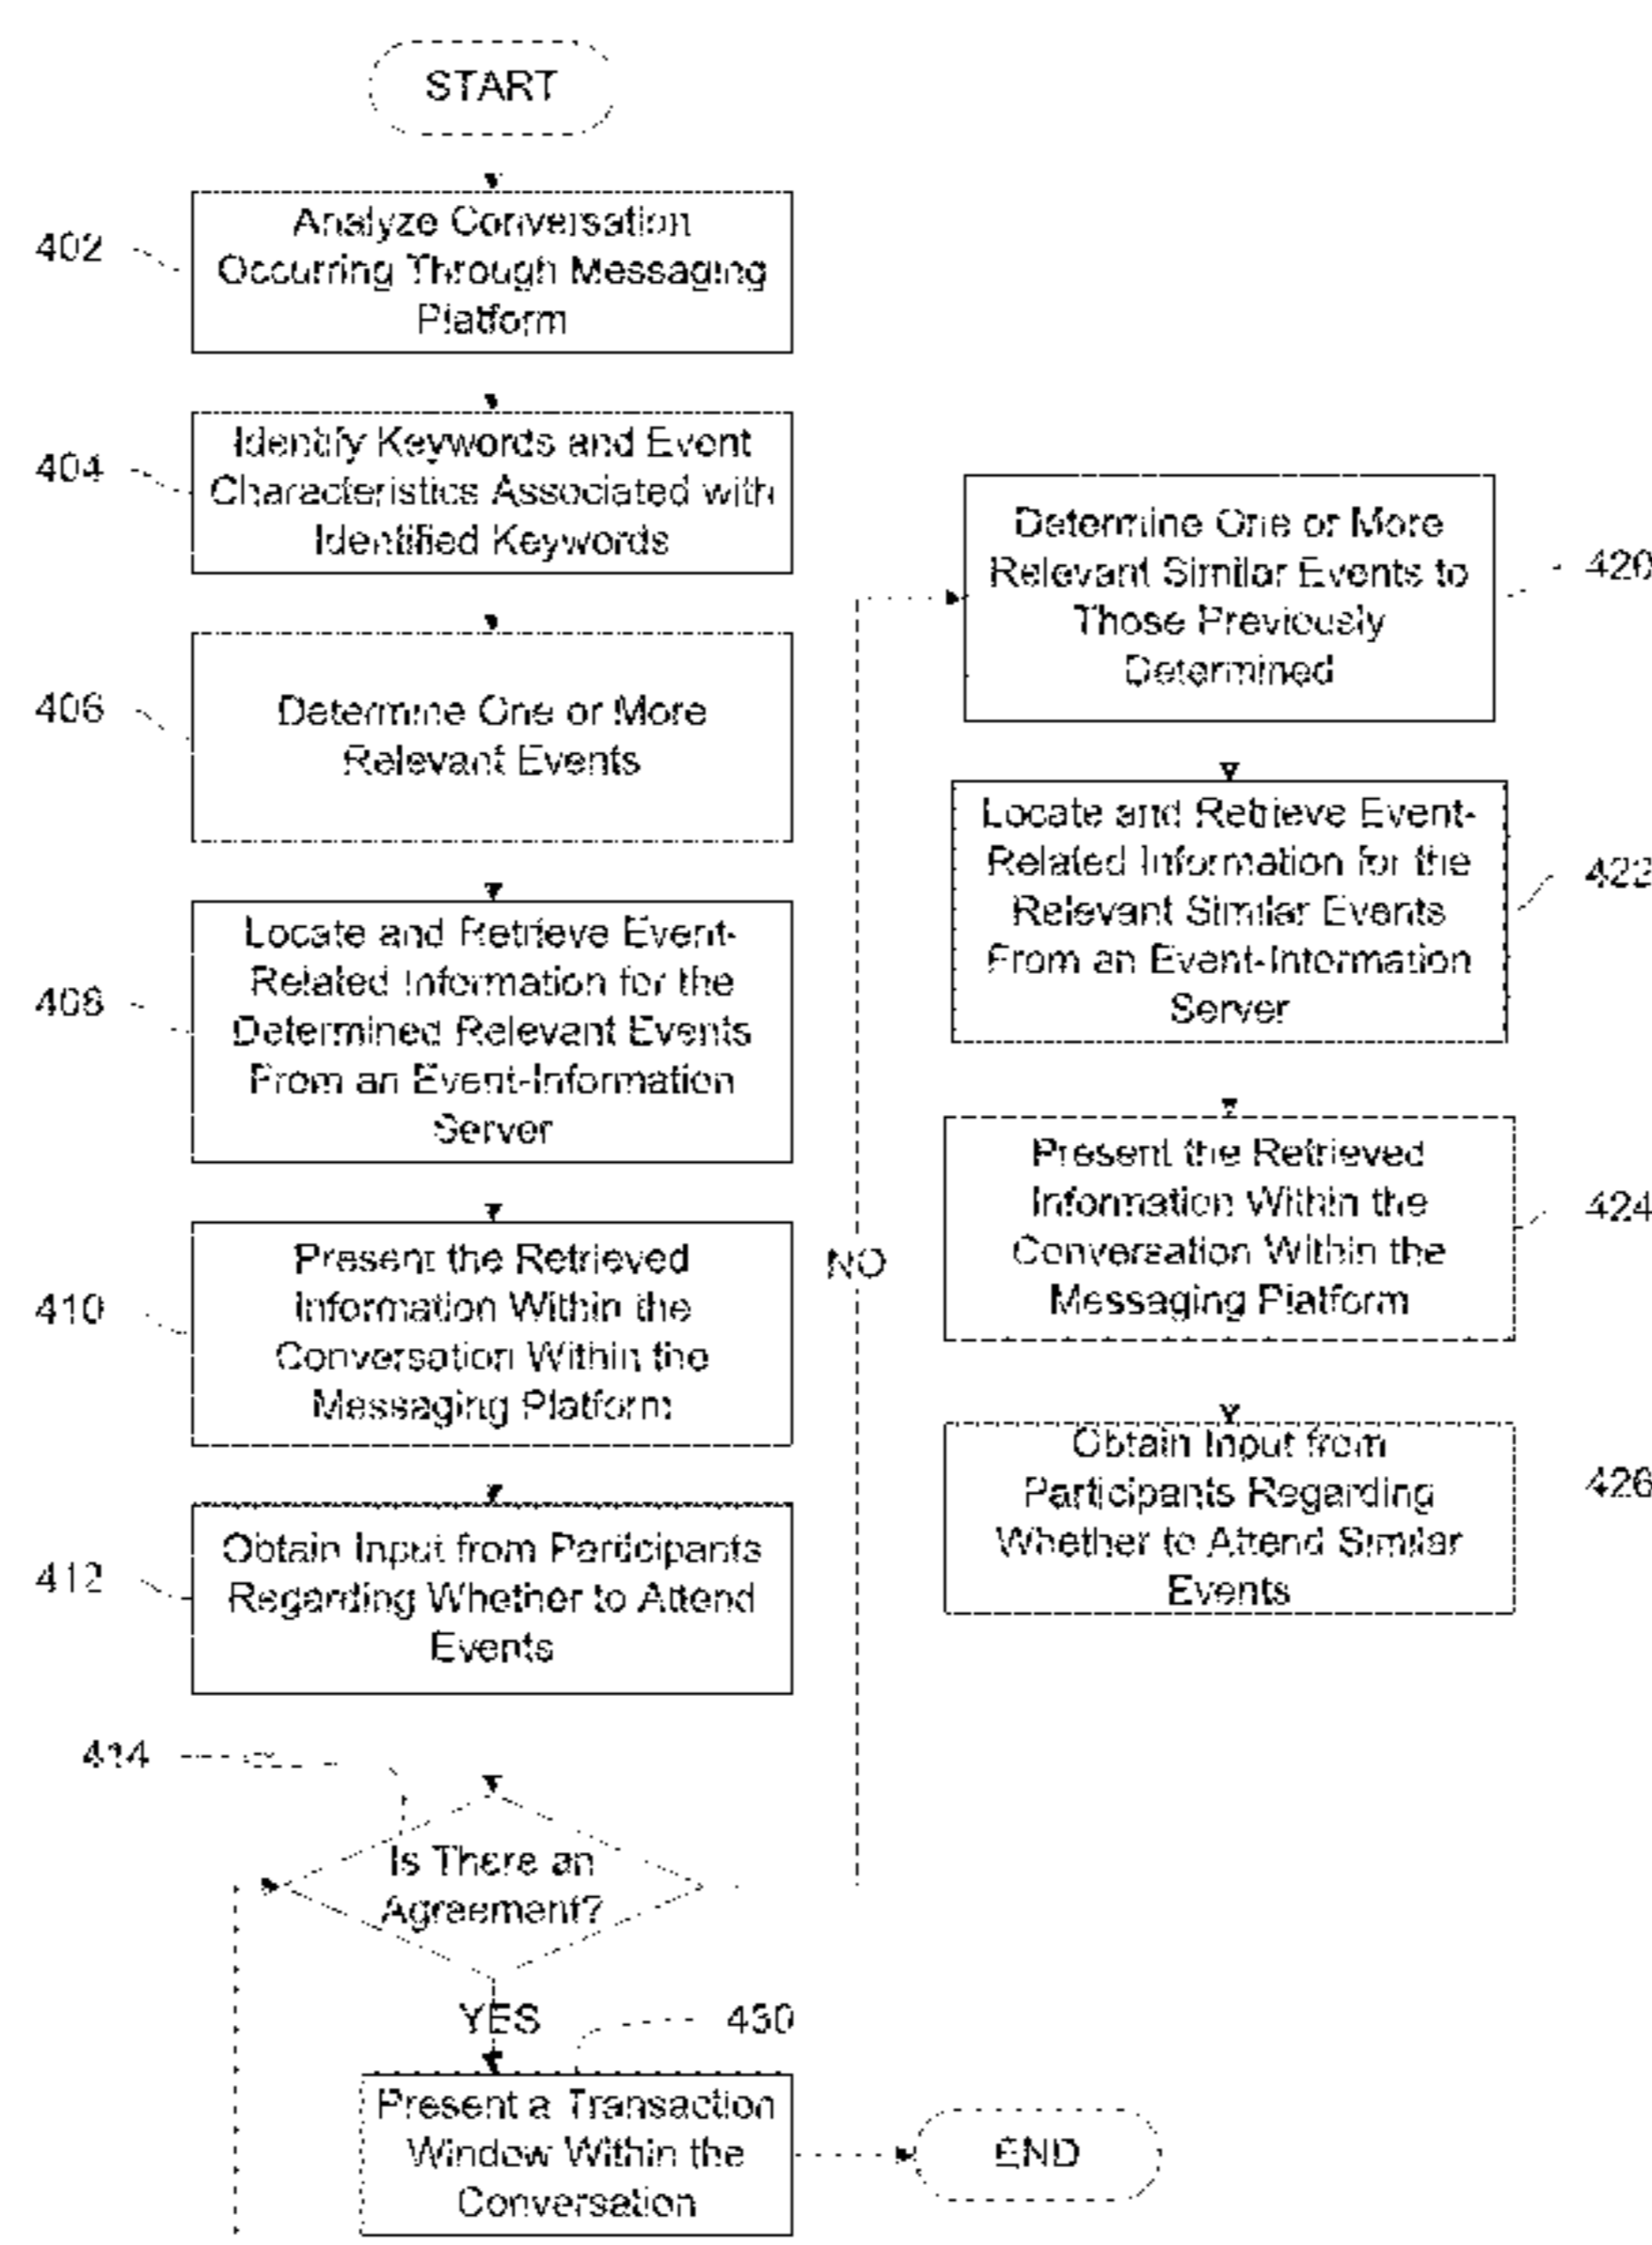 START
402
Analyze Conversation
Occurring Through Messaging
Platform
404
Identify Keywords and Event
Characteristics Associated with
Identified Keywords
406
Determine One or More
Relevant Events
408
Locate and Retrieve Event-
Related Information for the
Determined Relevant Events
From an Event-Information
Server
410
Present the Retrieved
Information Within the
Conversation Within the
Messaging Platform
412
Obtain Input from Participants
Regarding Whether to Attend
Events
414
Is There an
Agreement?
YES
430
Present a Transaction
Window Within the
Conversation
END
NO
Determine One or More
Relevant Similar Events to
Those Previously
Determined
420
Locate and Retrieve Event-
Related Information for the
Relevant Similar Events
From an Event-Information
Server
422
Present the Retrieved
Information Within the
Conversation Within the
Messaging Platform
424
Obtain Input from
Participants Regarding
Whether to Attend Similar
Events
426